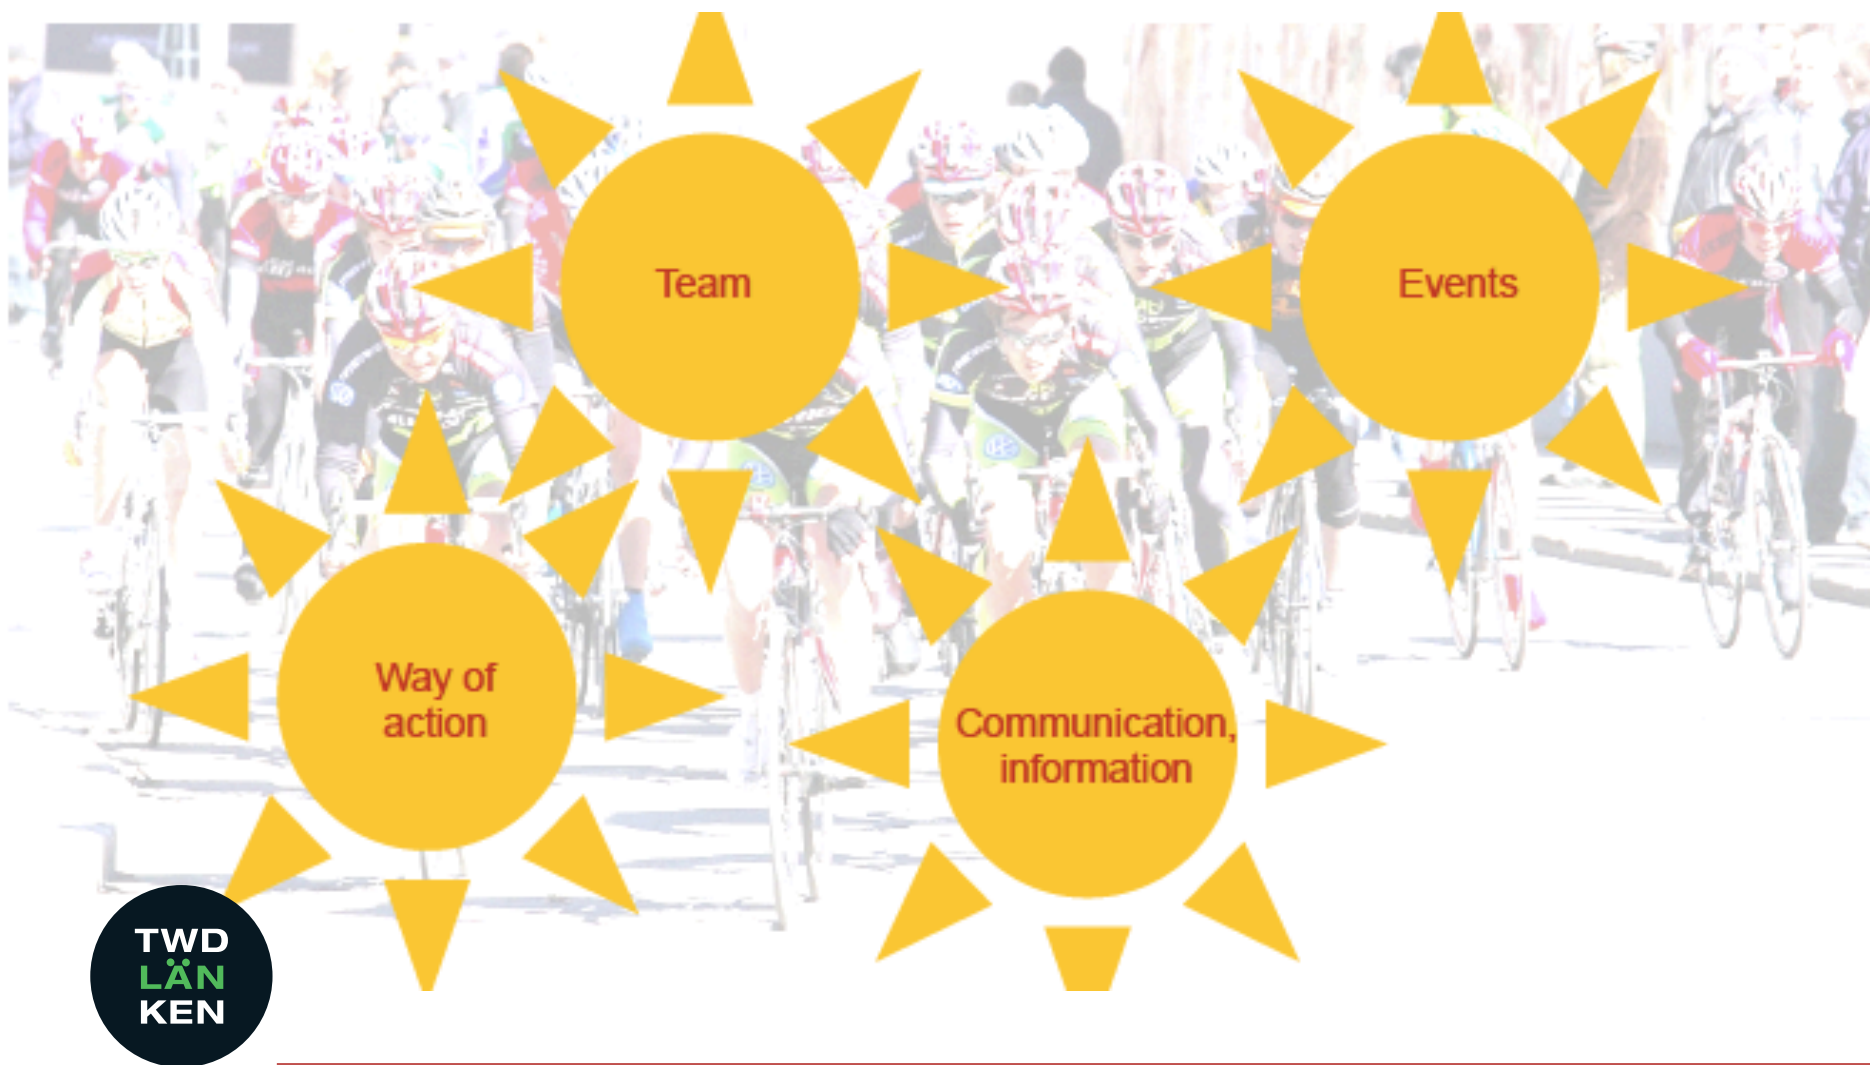 Team
Events
Way of
action
Communication,
information
TWD
LÄN
KEN